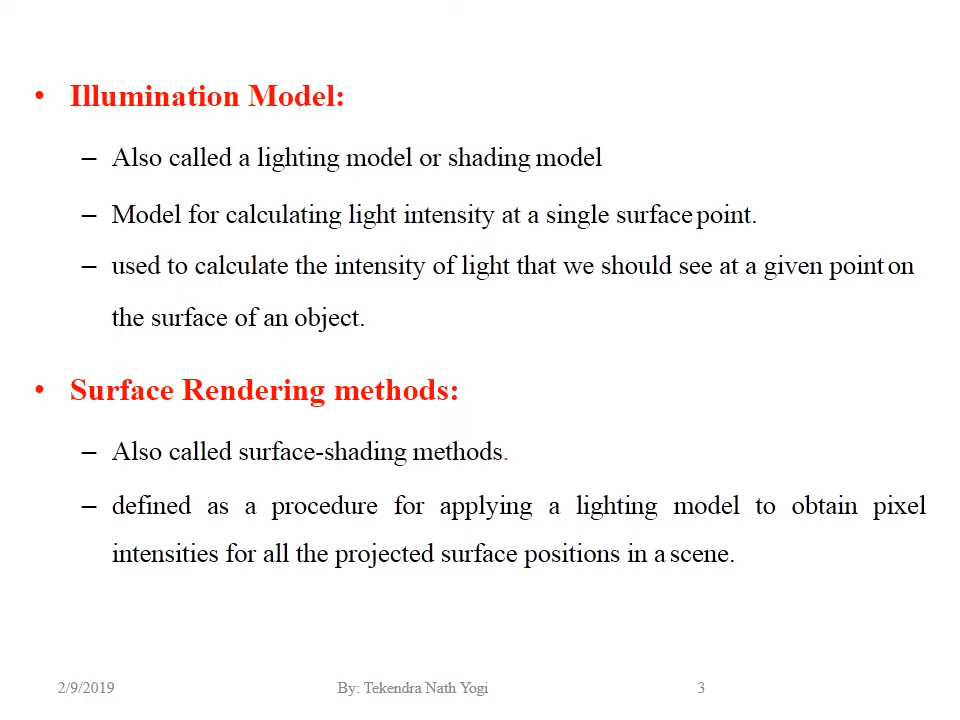 • Illumination Model:
– Also called a lighting model or shading model
– Model for calculating light intensity at a single surface point.
– used to calculate the intensity of light that we should see at a given point on
the surface of an object.
• Surface Rendering methods:
– Also called surface-shading methods.
– defined as a procedure for applying a lighting model to obtain pixel
intensities for all the projected surface positions in a scene.
2/9/2019 By: Tekendra Nath Yogi 3